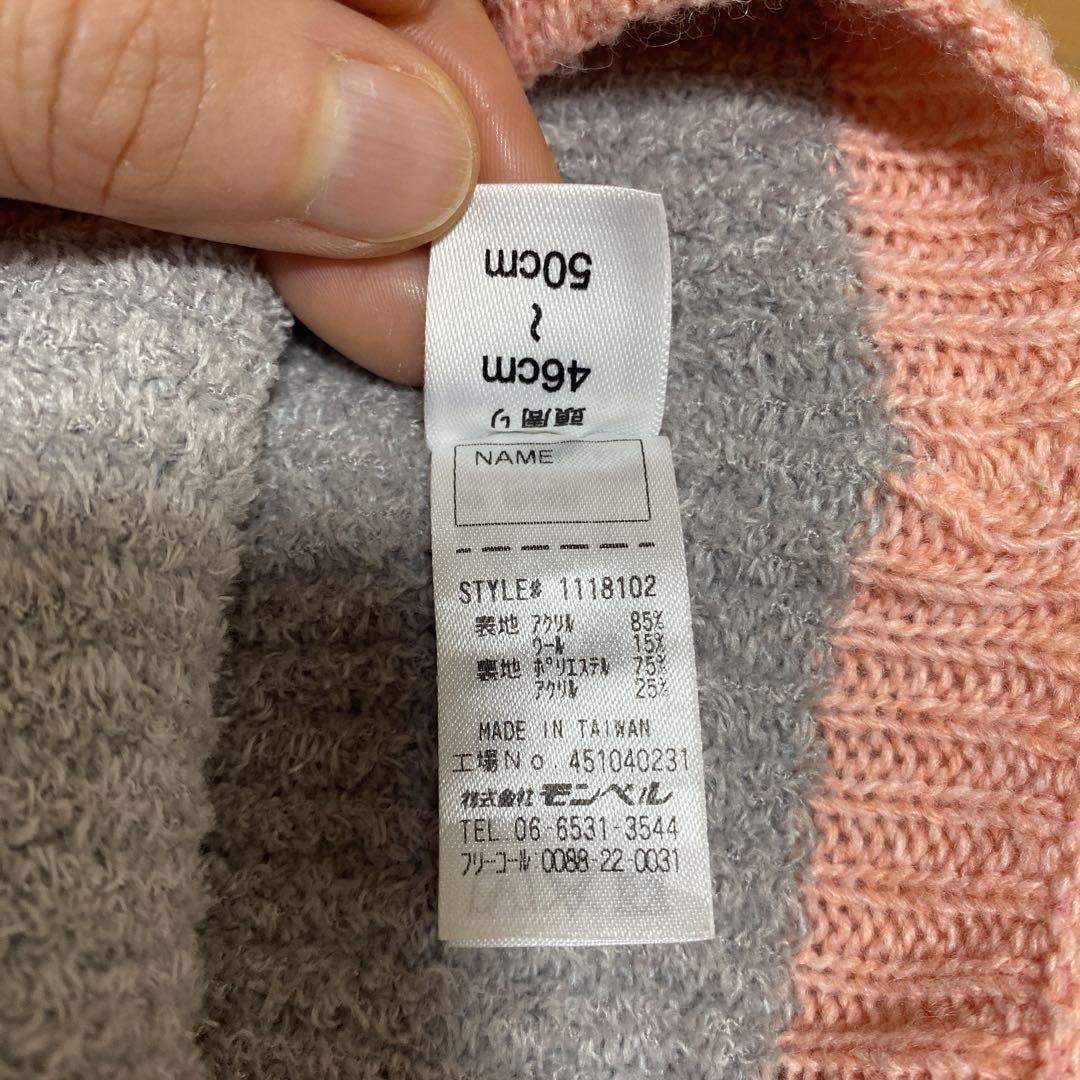 頭周り
46cm
~
50cm
NAME
STYLE# 1118102
表地 アクリル 85%
ウール 15%
裏地 ポリエステル 75%
アクリル 25%
MADE IN TAIWAN
工場No.451040231
株式会社モンベル
TEL.06-6531-3544
フリーコール 0088-22-0031